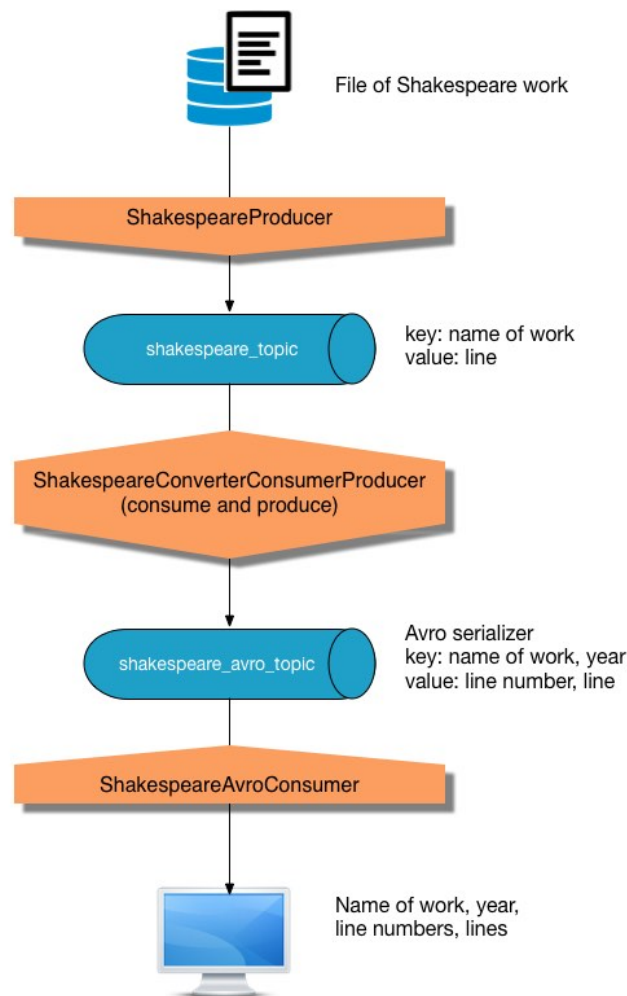 File of Shakespeare work
ShakespeareProducer
shakespeare_topic
key: name of work
value: line
ShakespeareConverterConsumerProducer
(consume and produce)
shakespeare_avro_topic
Avro serializer
key: name of work, year
value: line number, line
ShakespeareAvroConsumer
Name of work, year,
line numbers, lines